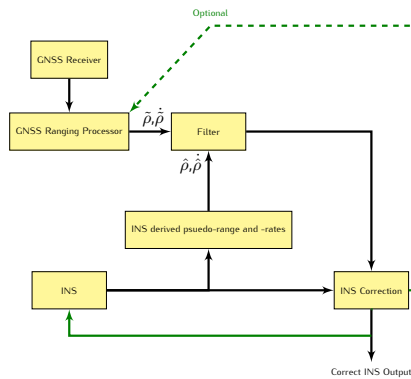 Optional
GNSS Receiver
GNSS Ranging Processor
ρ̃,ρ̃̇
Filter
ρ̂,ρ̂̇
INS derived psuedo-range and -rates
INS
INS Correction
Correct INS Output